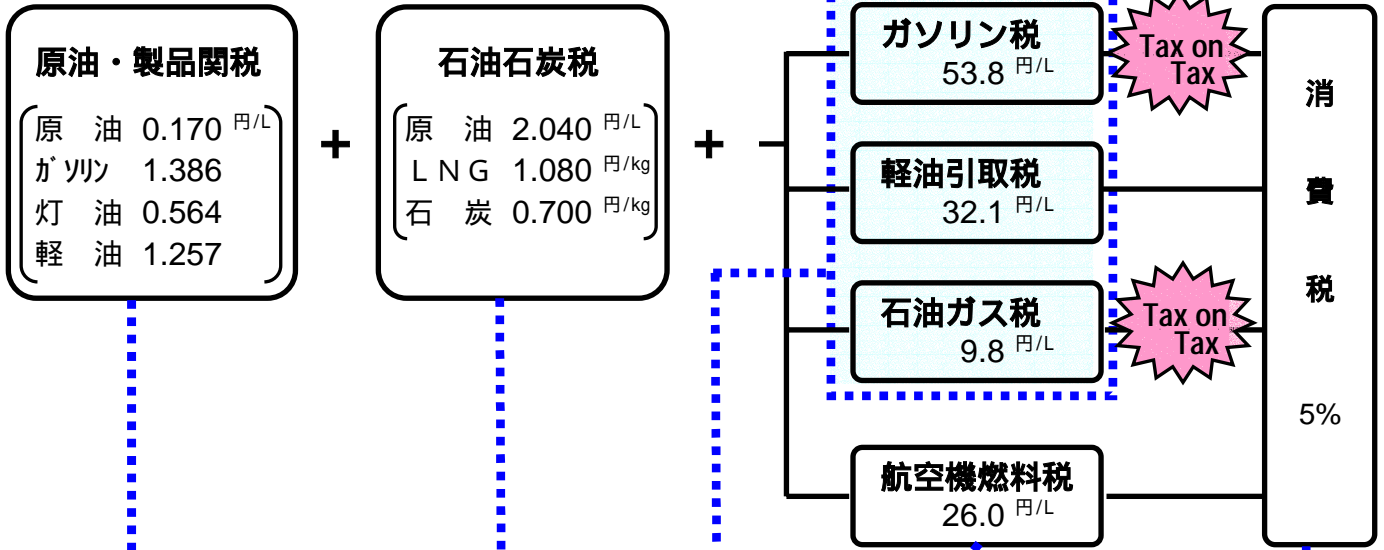 原油・製品関税
原 油 0.170 円/L
ガソリン 1.386
灯 油 0.564
軽 油 1.257
+
石油石炭税
原 油 2.040 円/L
LNG 1.080 円/kg
石 炭 0.700 円/kg
+
ガソリン税
53.8 円/L
Tax on
Tax
軽油引取税
32.1 円/L
石油ガス税
9.8 円/L
Tax on
Tax
航空機燃料税
26.0 円/L
消
費
税
5%